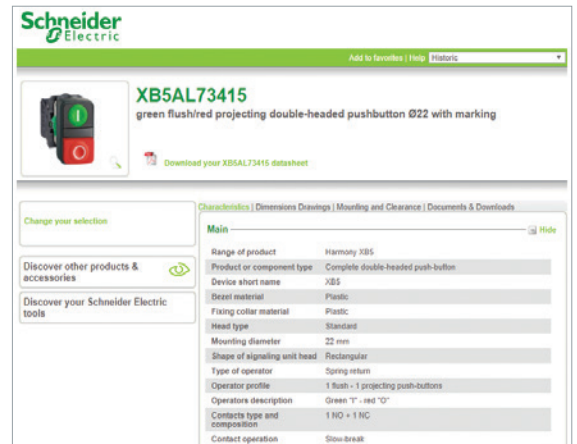 Schneider
Electric
Add to favorites | Help Historic
XB5AL73415
green flush/red projecting double-headed pushbutton Ø22 with marking
Download your XB5AL73415 datasheet
Change your selection
Discover other products &
accessories
Discover your Schneider Electric
tools
Characteristics | Dimensions Drawings | Mounting and Clearance | Documents & Downloads
Main Hide
Range of product Harmony XB5
Product or component type Complete double-headed push-button
Device short name XB5
Bezel material Plastic
Fixing collar material Plastic
Head type Standard
Mounting diameter 22 mm
Shape of signaling unit head Rectangular
Type of operator Spring return
Operator profile 1 flush - 1 projecting push-buttons
Operators description Green "I" - red "O"
Contacts type and
composition 1 NO + 1 NC
Contact operation Slow-break